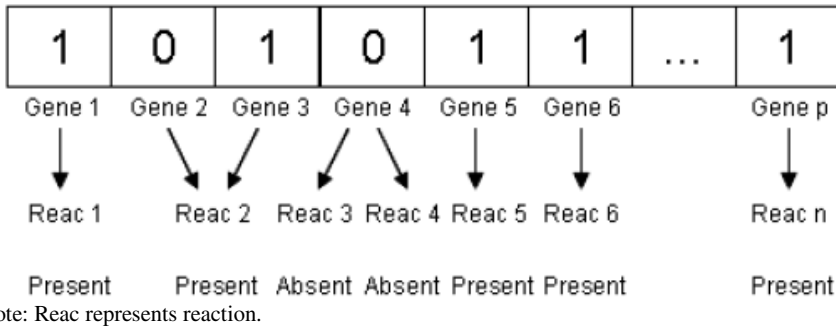 1 0 1 0 1 1 ... 1
Gene 1 Gene 2 Gene 3 Gene 4 Gene 5 Gene 6 Gene p
Reac 1 Reac 2 Reac 3 Reac 4 Reac 5 Reac 6 Reac n
Present Present Absent Absent Present Present Present
ote: Reac represents reaction.